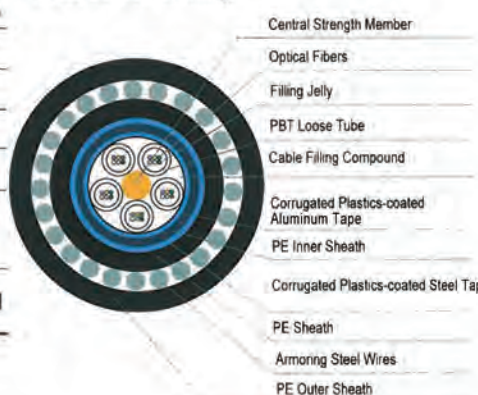 Central Strength Member
Optical Fibers
Filling Jelly
PBT Loose Tube
Cable Filling Compound
Corrugated Plastics-coated
Aluminum Tape
PE Inner Sheath
Corrugated Plastics-coated Steel Tap
PE Sheath
Armoring Steel Wires
PE Outer Sheath